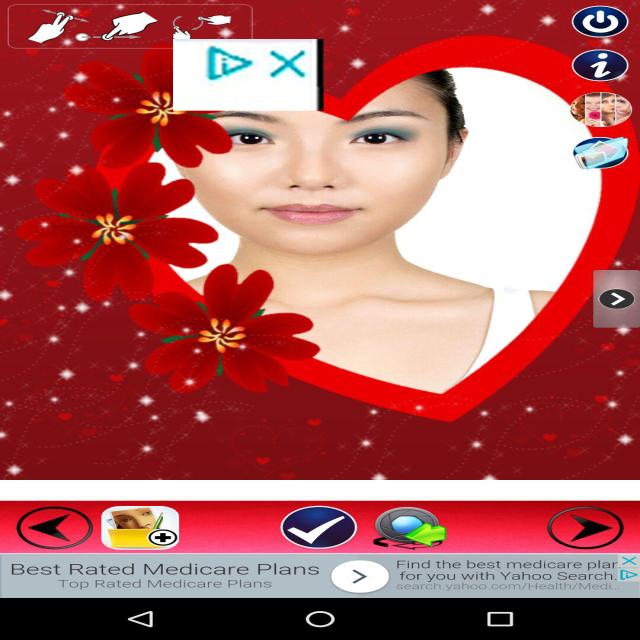 Best Rated Medicare Plans
Top Rated Medicare Plans
Find the best medicare plan
for you with Yahoo Search.
search.yahoo.com/Health/Medi...